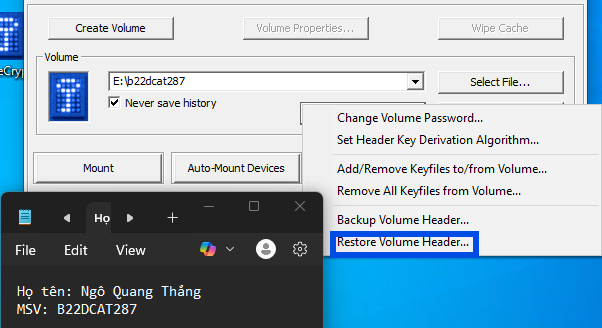 Create Volume
Volume Properties...
Wipe Cache
Volume
E:\b22dcat287
Select File...
Never save history
Change Volume Password...
Set Header Key Derivation Algorithm...
Add/Remove Keyfiles to/from Volume...
Remove All Keyfiles from Volume...
Backup Volume Header...
Restore Volume Header...
Mount
Auto-Mount Devices
Họ
File
Edit
View
Họ tên: Ngô Quang Thắng
MSV: B22DCAT287